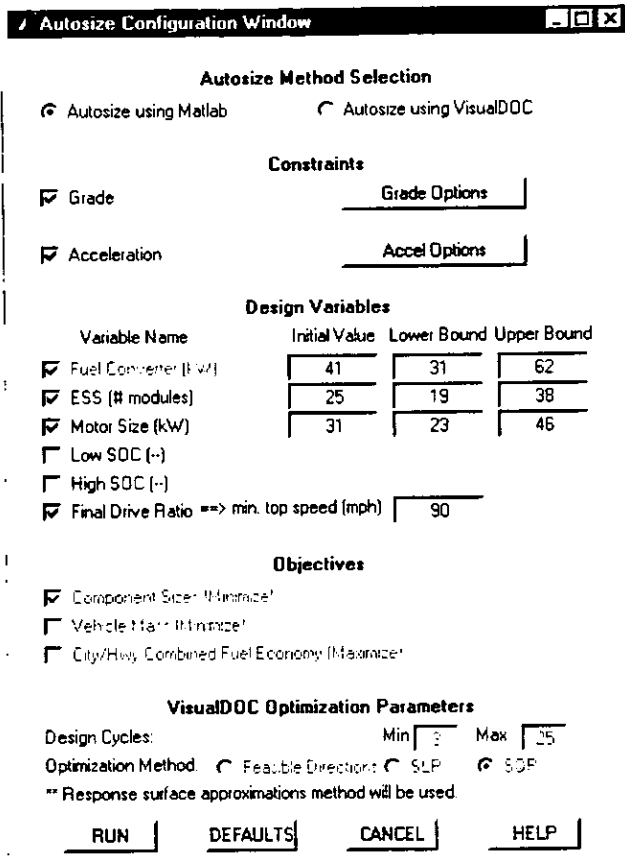 Autosize Configuration Window
Autosize Method Selection
Autosize using Matlab Autosize using VisualDOC
Constraints
Grade Grade Options
Acceleration Accel Options
Design Variables
Variable Name Initial Value Lower Bound Upper Bound
Fuel Converter (kW) 41 31 62
ESS (# modules) 25 19 38
Motor Size (kW) 31 23 46
Low SOC (--)
High SOC (--)
Final Drive Ratio ==> min. top speed (mph) 90
Objectives
Component Sizes (Minimize)
Vehicle Mass (Minimize)
City/Hwy Combined Fuel Economy (Maximize)
VisualDOC Optimization Parameters
Design Cycles: Min Max 25
Optimization Method: Feasible Directions SLP SQP
** Response surface approximations method will be used.
RUN DEFAULTS CANCEL HELP